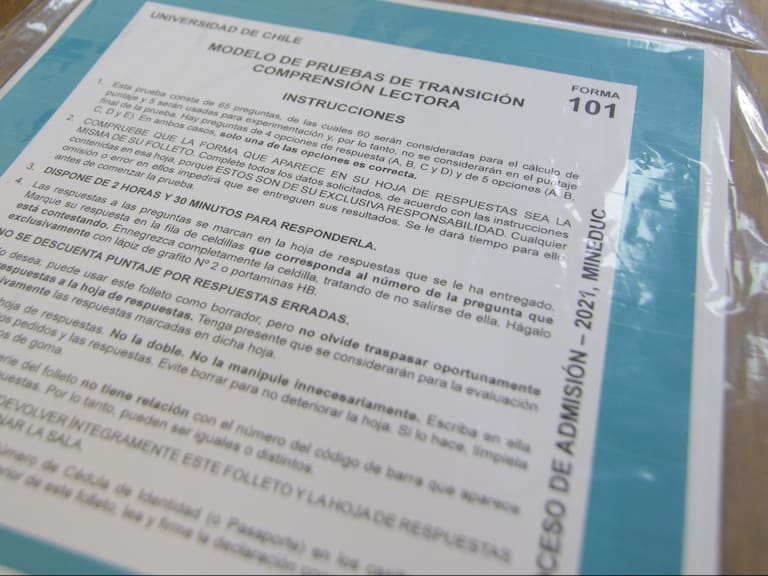 UNIVERSIDAD DE CHILE
MODELO DE PRUEBAS DE TRANSICIÓN
COMPRENSIÓN LECTORA
FORMA
101
INSTRUCCIONES
1. Esta prueba consta de 65 preguntas, de las cuales 60 serán consideradas para el cálculo de
puntaje y 5 serán usadas para experimentación y, por lo tanto, no se considerarán en el puntaje
final de la prueba. Hay preguntas de 4 opciones de respuesta (A, B, C y D) y de 5 opciones (A, B,
C, D y E). En ambos casos, solo una de las opciones es correcta.
2. COMPRUEBE QUE LA FORMA QUE APARECE EN SU HOJA DE RESPUESTAS SEA LA
MISMA DE SU FOLLETO. Complete todos los datos solicitados, de acuerdo con las instrucciones
contenidas en esa hoja, porque ESTOS SON DE SU EXCLUSIVA RESPONSABILIDAD. Cualquier
omisión o error en ellos impedirá que se entreguen sus resultados. Se le dará tiempo para ello
antes de comenzar la prueba.
3. DISPONE DE 2 HORAS Y 30 MINUTOS PARA RESPONDERLA.
4. Las respuestas a las preguntas se marcan en la hoja de respuestas que se le ha entregado.
Marque su respuesta en la fila de celdillas que corresponda al número de la pregunta que
está contestando. Ennegrezca completamente la celdilla, tratando de no salirse de ella. Hágalo
exclusivamente con lápiz de grafito Nº 2 o portaminas HB.
NO SE DESCUENTA PUNTAJE POR RESPUESTAS ERRADAS.
lo desea, puede usar este folleto como borrador, pero no olvide traspasar oportunamente
respuestas a la hoja de respuestas. Tenga presente que se considerarán para la evaluación
ivamente las respuestas marcadas en dicha hoja.
hoja de respuestas. No la doble. No la manipule innecesariamente. Escriba en ella
os pedidos y las respuestas. Evite borrar para no deteriorar la hoja. Si lo hace, límpiela
os de goma.
erie del folleto no tiene relación con el número del código de barra que aparece
puestas. Por lo tanto, pueden ser iguales o distintos.
DEVOLVER ÍNTEGRAMENTE ESTE FOLLETO Y LA HOJA DE RESPUESTAS
NAR LA SALA
número de Cédula de Identidad (o Pasaporte) en los
erior de este folleto, lea y firme la declaración
CESO DE ADMISIÓN – 2021, MINEDUC